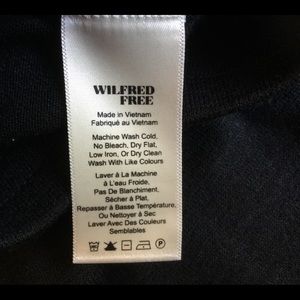 WILFRED
FREE
Made in Vietnam
Fabriqué au Vietnam
Machine Wash Cold,
No Bleach, Dry Flat,
Low Iron, Or Dry Clean
Wash With Like Colours
Laver à La Machine
à L'eau Froide,
Pas De Blanchiment,
Sécher à Plat,
Repasser à Basse Température,
Ou Nettoyer à Sec
Laver Avec Des Couleurs
Semblables
P